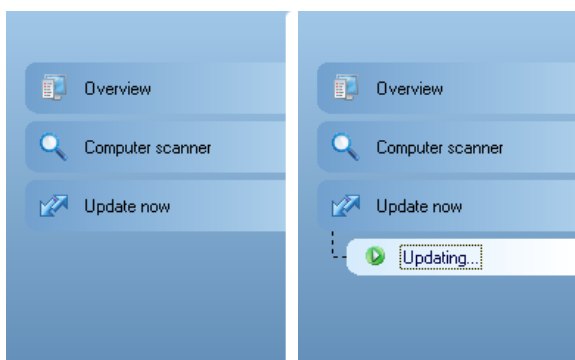 Overview
Computer scanner
Update now
Overview
Computer scanner
Update now
Updating...